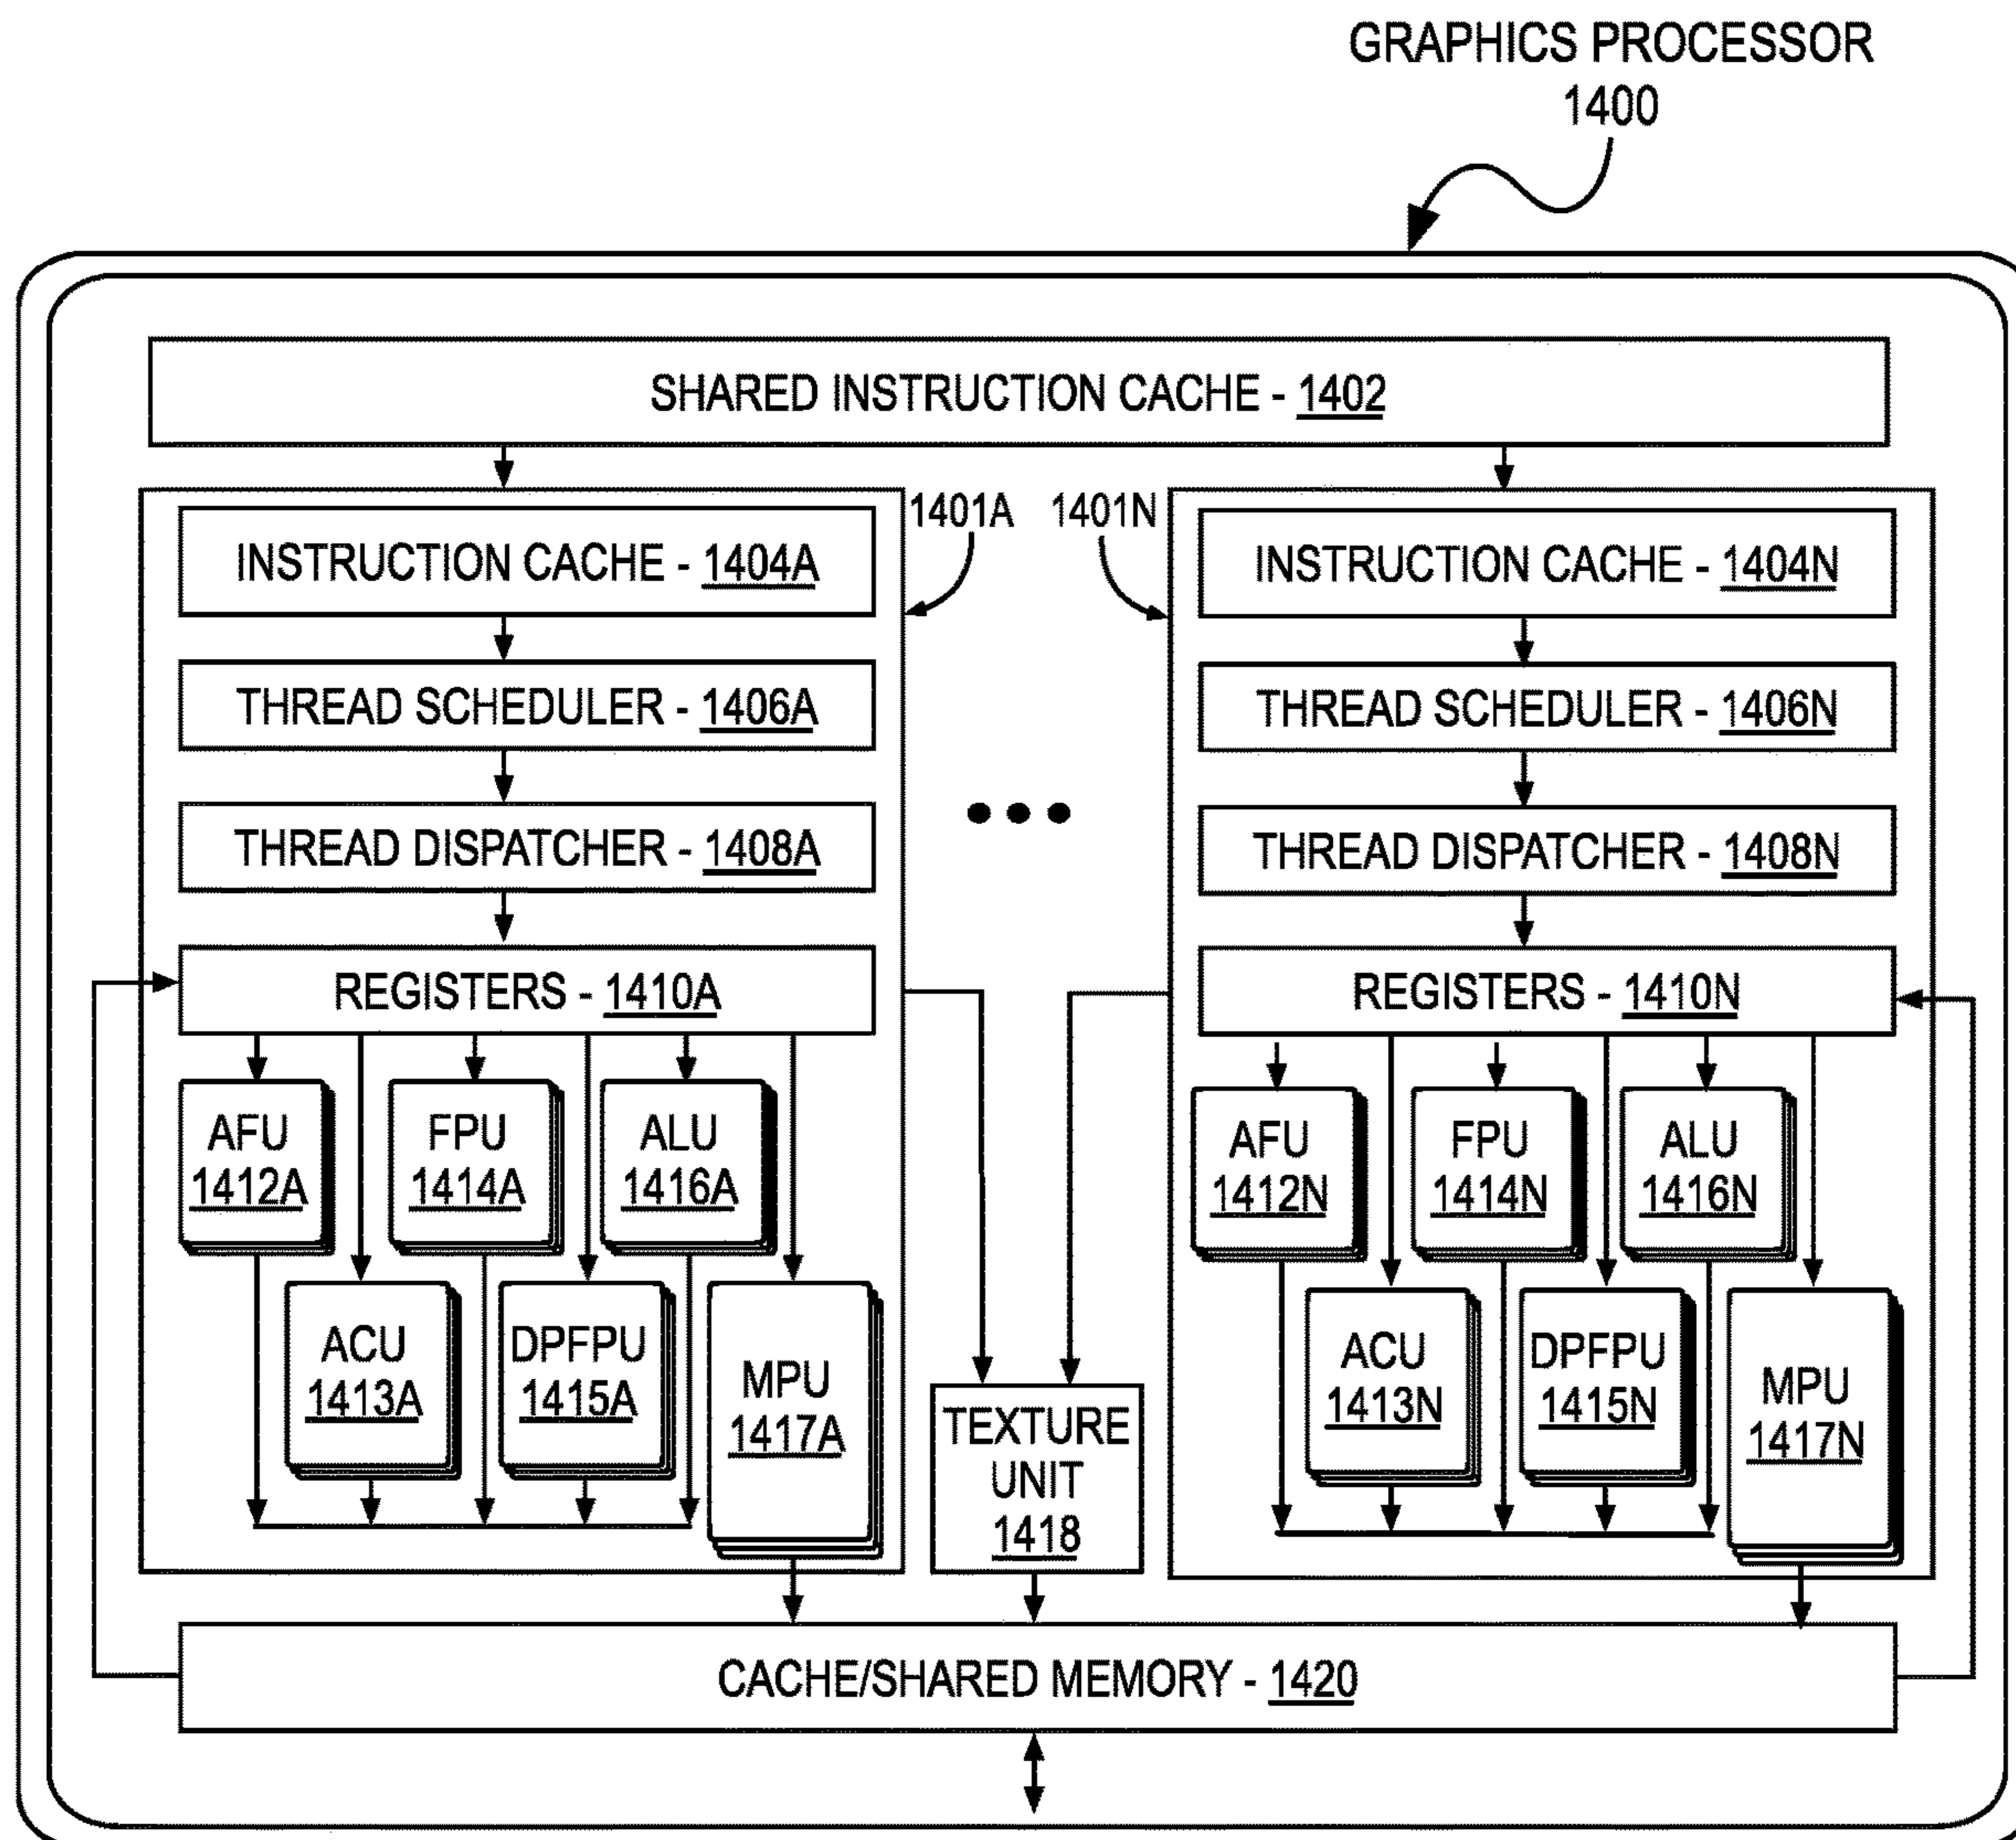 GRAPHICS PROCESSOR
1400
SHARED INSTRUCTION CACHE - 1402
1401A
1401N
INSTRUCTION CACHE - 1404A
THREAD SCHEDULER - 1406A
THREAD DISPATCHER - 1408A
REGISTERS - 1410A
AFU
1412A
FPU
1414A
ALU
1416A
ACU
1413A
DPFPU
1415A
MPU
1417A
TEXTURE
UNIT
1418
INSTRUCTION CACHE - 1404N
THREAD SCHEDULER - 1406N
THREAD DISPATCHER - 1408N
REGISTERS - 1410N
AFU
1412N
FPU
1414N
ALU
1416N
ACU
1413N
DPFPU
1415N
MPU
1417N
CACHE/SHARED MEMORY - 1420